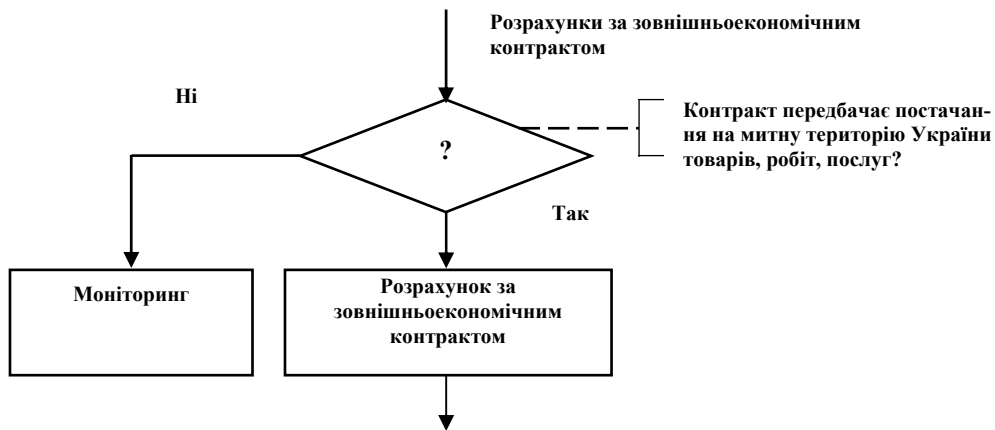 Розрахунки за зовнішньоекономічним
контрактом
Ні
Контракт передбачає постачан-
ня на митну територію України
товарів, робіт, послуг?
?
Так
Моніторинг
Розрахунок за
зовнішньоекономічним
контрактом